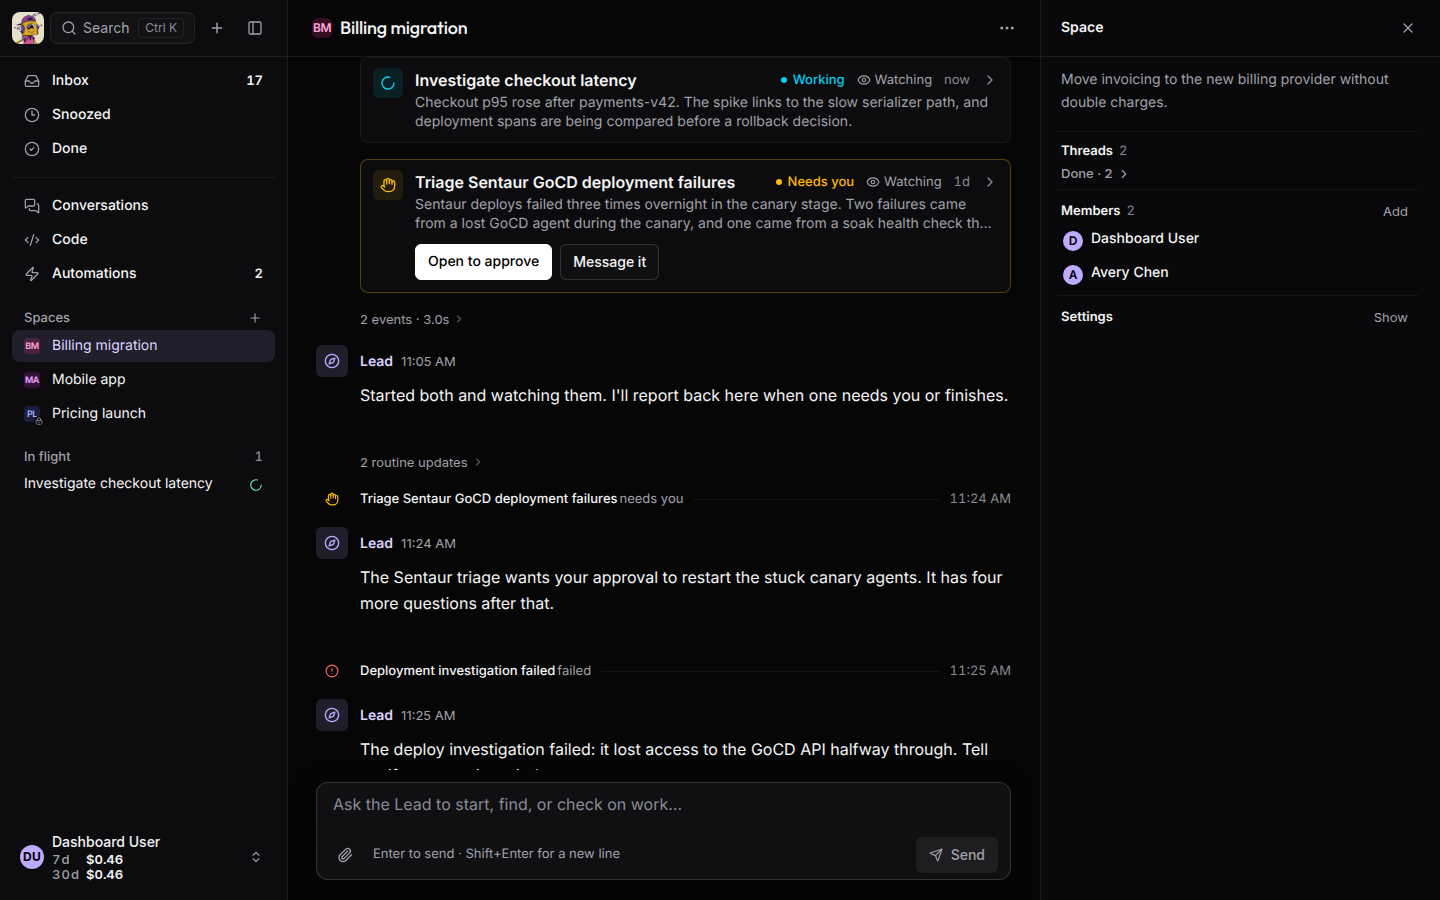 Search Ctrl K
Inbox 17
Snoozed
Done
Conversations
Code
Automations 2
Spaces
BM Billing migration
MA Mobile app
PL Pricing launch
In flight 1
Investigate checkout latency
DU Dashboard User
7d $0.46
30d $0.46
BM Billing migration
Investigate checkout latency Working Watching now
Checkout p95 rose after payments-v42. The spike links to the slow serializer path, and
deployment spans are being compared before a rollback decision.
Triage Sentaur GoCD deployment failures Needs you Watching 1d
Sentaur deploys failed three times overnight in the canary stage. Two failures came
from a lost GoCD agent during the canary, and one came from a soak health check th...
Open to approve Message it
2 events · 3.0s
Lead 11:05 AM
Started both and watching them. I'll report back here when one needs you or finishes.
2 routine updates
Triage Sentaur GoCD deployment failures needs you 11:24 AM
Lead 11:24 AM
The Sentaur triage wants your approval to restart the stuck canary agents. It has four
more questions after that.
Deployment investigation failed failed 11:25 AM
Lead 11:25 AM
The deploy investigation failed: it lost access to the GoCD API halfway through. Tell
Ask the Lead to start, find, or check on work...
Enter to send · Shift+Enter for a new line
Send
Space
Move invoicing to the new billing provider without
double charges.
Threads 2
Done · 2
Members 2 Add
D Dashboard User
A Avery Chen
Settings Show